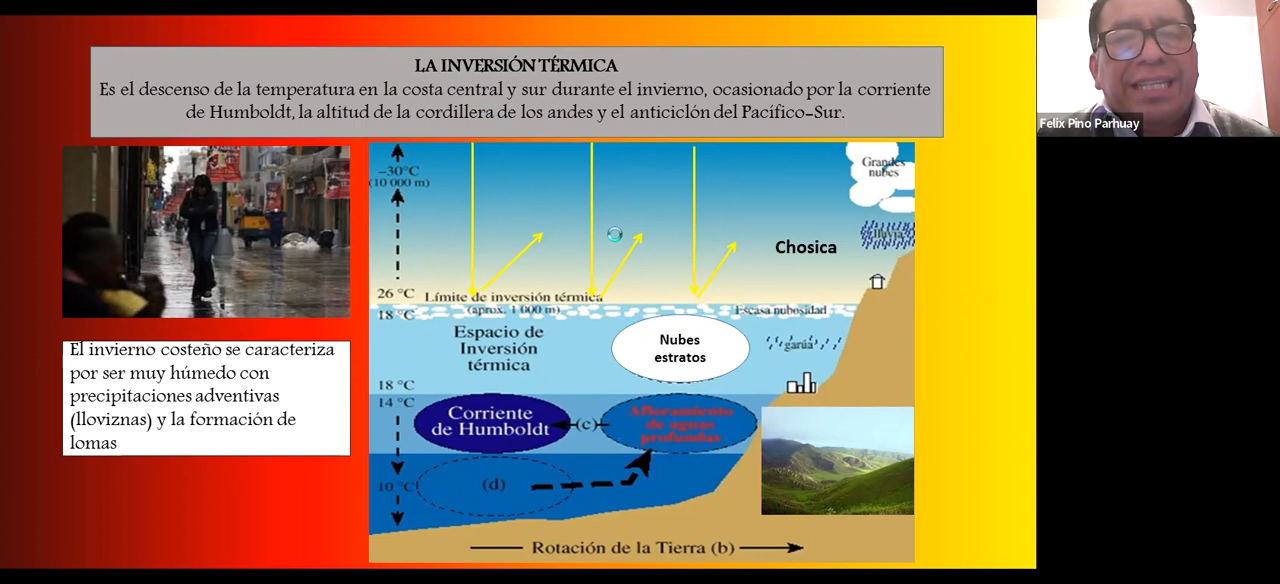 LA INVERSIÓN TÉRMICA
Es el descenso de la temperatura en la costa central y sur durante el invierno, ocasionado por la corriente
de Humboldt, la altitud de la cordillera de los andes y el anticiclón del Pacífico-Sur.
Felix Pino Parhuay
El invierno costeño se caracteriza
por ser muy húmedo con
precipitaciones adventivas
(lloviznas) y la formación de
lomas
-30°C
(10 000 m)
Grandes
nubes
lluvia
Chosica
26 °C
Límite de inversión térmica
(aprox. 1 000 m)
18 °C
Escasa nubosidad
Espacio de
Inversión
térmica
Nubes
estratos
garúa
18 °C
14 °C
Corriente
de Humboldt
(c)
Afloramiento
de aguas
profundas
10 °C
(d)
Rotación de la Tierra (b)